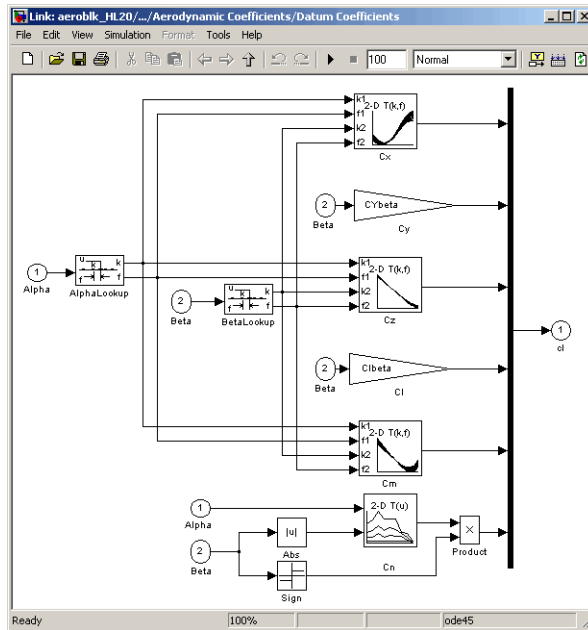 Link: aeroblk_HL20/.../Aerodynamic Coefficients/Datum Coefficients
File Edit View Simulation Format Tools Help
100 Normal
k1
f1
k2
f2
2-D T(k,f)
Cx
2
Beta
CYbeta
Cy
1
Alpha
u
k
k
f
f
AlphaLookup
2
Beta
u
k
k
f
f
BetaLookup
k1
f1
k2
f2
2-D T(k,f)
Cz
1
cl
2
Beta
Clbeta
Cl
k1
f1
k2
f2
2-D T(k,f)
Cm
1
Alpha
2-D T(u)
Cn
2
Beta
|u|
Abs
Sign
×
Product
Ready 100% ode45